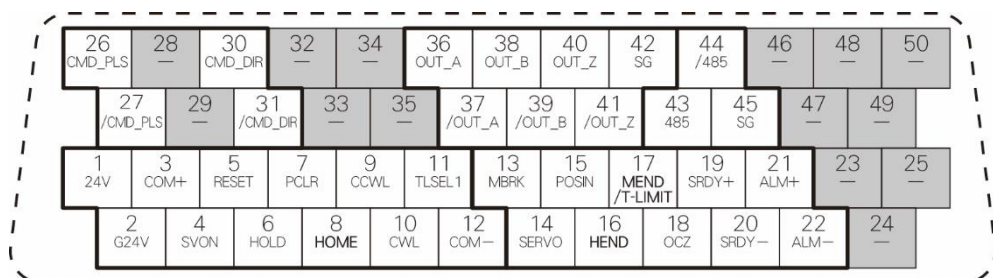 26 28 30 32 34 36 38 40 42 44 46 48 50
CMD_PLS — CMD_DIR — — OUT_A OUT_B OUT_Z SG /485 — — —
27 29 31 33 35 37 39 41 43 45 47 49
/CMD_PLS — /CMD_DIR — — /OUT_A /OUT_B /OUT_Z 485 SG — —
1 3 5 7 9 11 13 15 17 19 21 23 25
24V COM+ RESET PCLR CCWL TLSEL1 MBRK POSIN MEND SRDY+ ALM+ — —
/T-LIMIT
2 4 6 8 10 12 14 16 18 20 22 24
G24V SVON HOLD HOME CWL COM− SERVO HEND OCZ SRDY− ALM− —